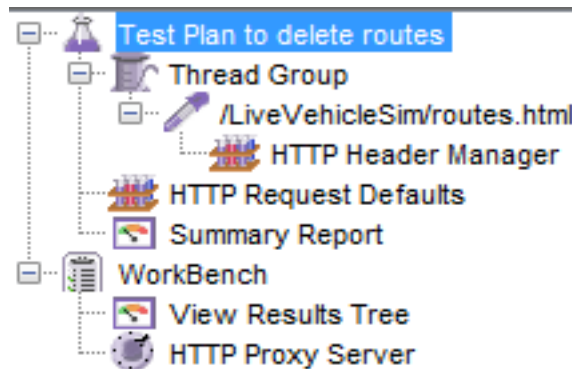 Test Plan to delete routes
Thread Group
/LiveVehicleSim/routes.html
HTTP Header Manager
HTTP Request Defaults
Summary Report
WorkBench
View Results Tree
HTTP Proxy Server